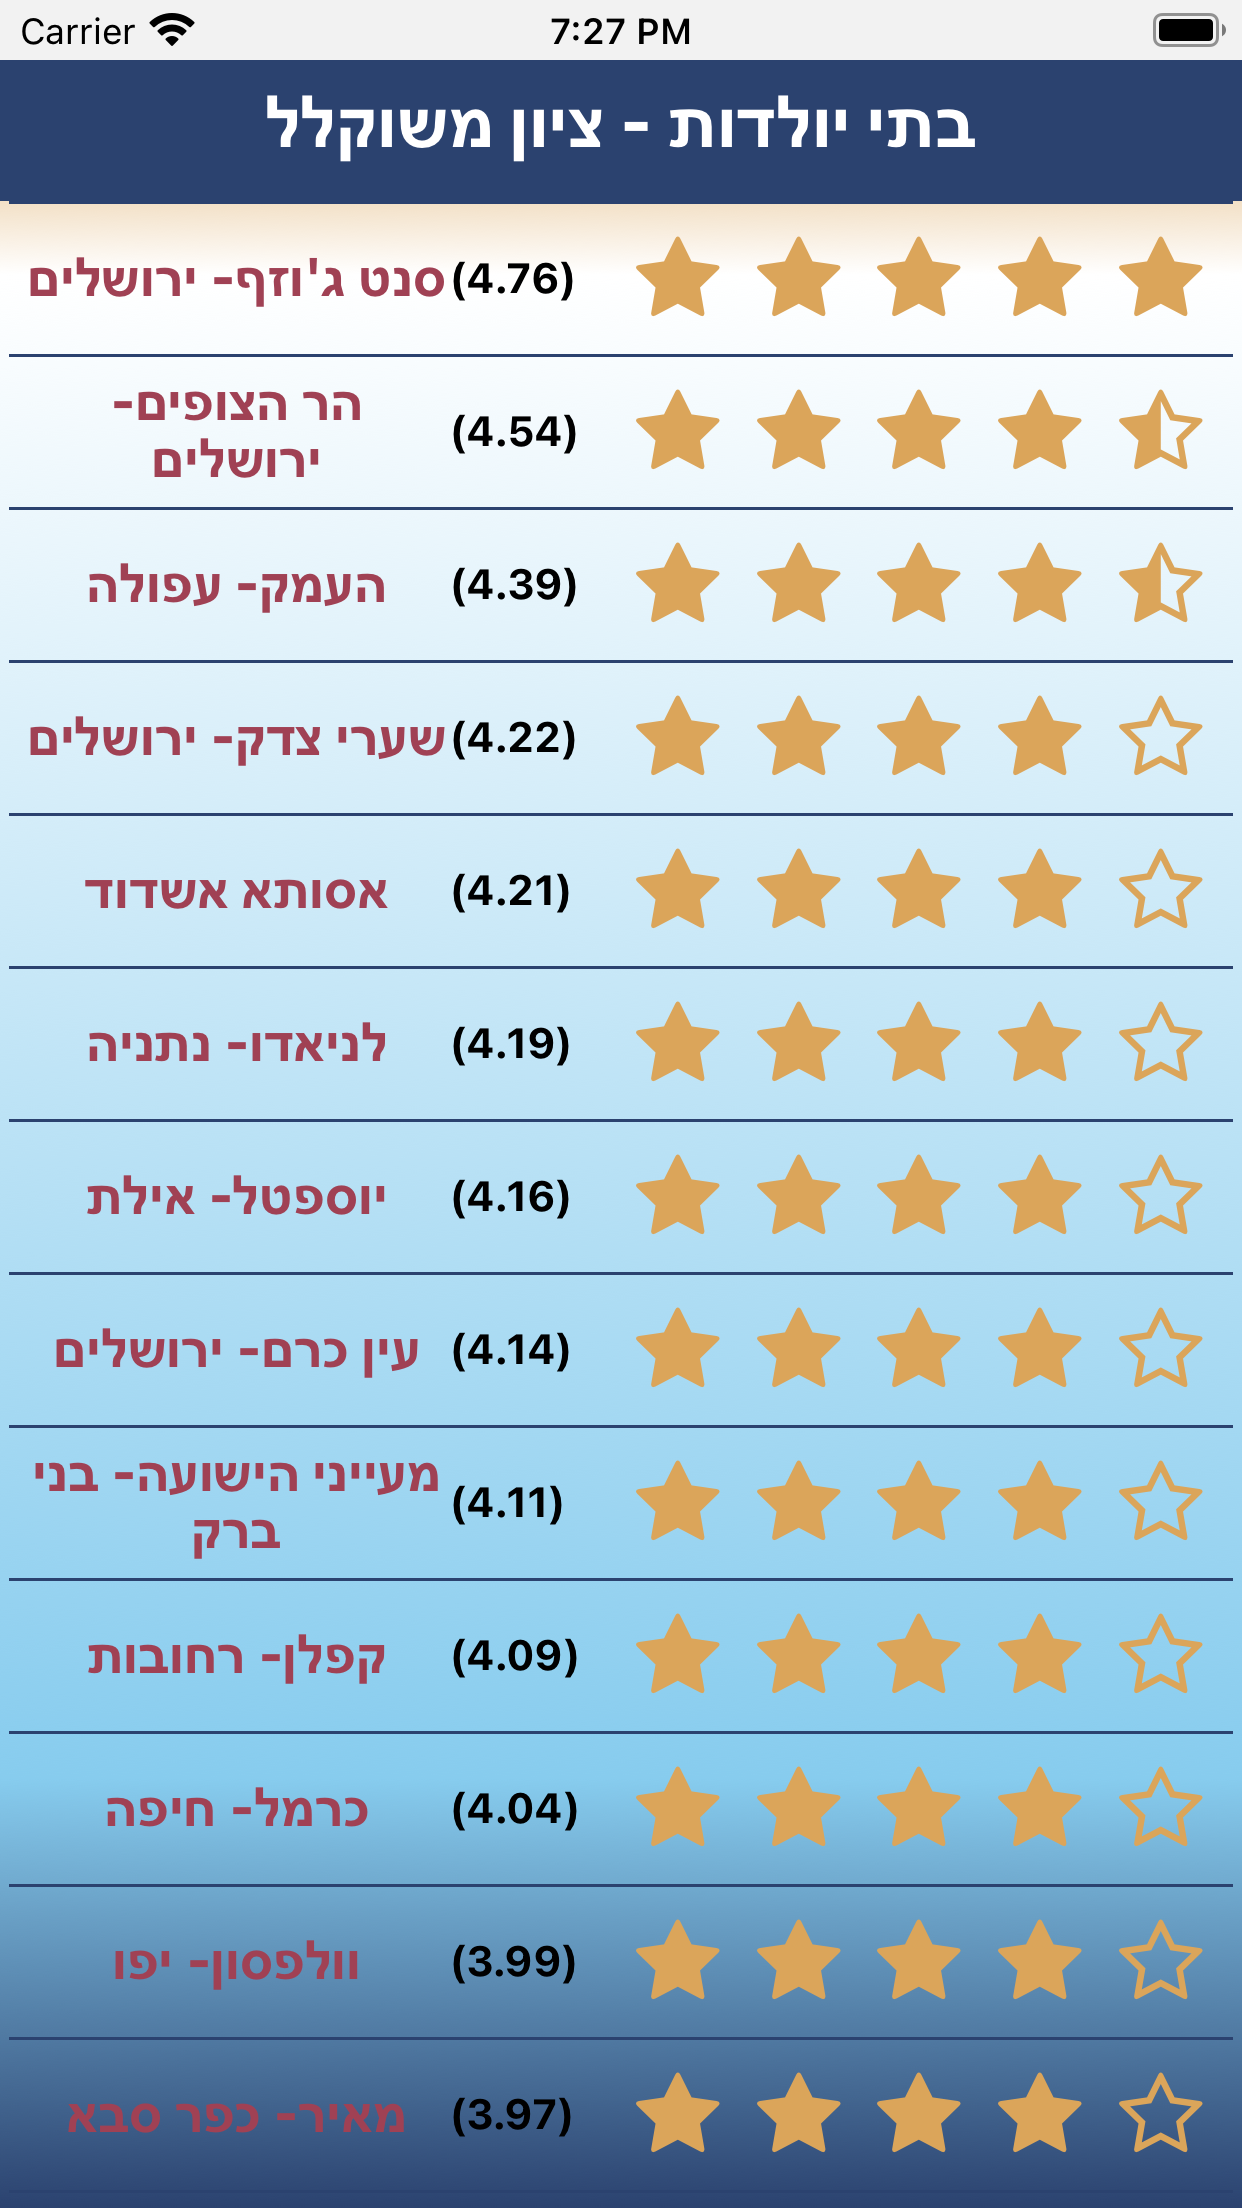 Carrier 7:27 PM
בתי יולדות - ציון משוקלל
סנט ג'וזף- ירושלים (4.76)
הר הצופים-
ירושלים
(4.54)
העמק- עפולה (4.39)
שערי צדק- ירושלים (4.22)
אסותא אשדוד (4.21)
לניאדו- נתניה (4.19)
יוספטל- אילת (4.16)
עין כרם- ירושלים (4.14)
מעייני הישועה- בני
ברק
(4.11)
קפלן- רחובות (4.09)
כרמל- חיפה (4.04)
וולפסון- יפו (3.99)
מאיר- כפר סבא (3.97)